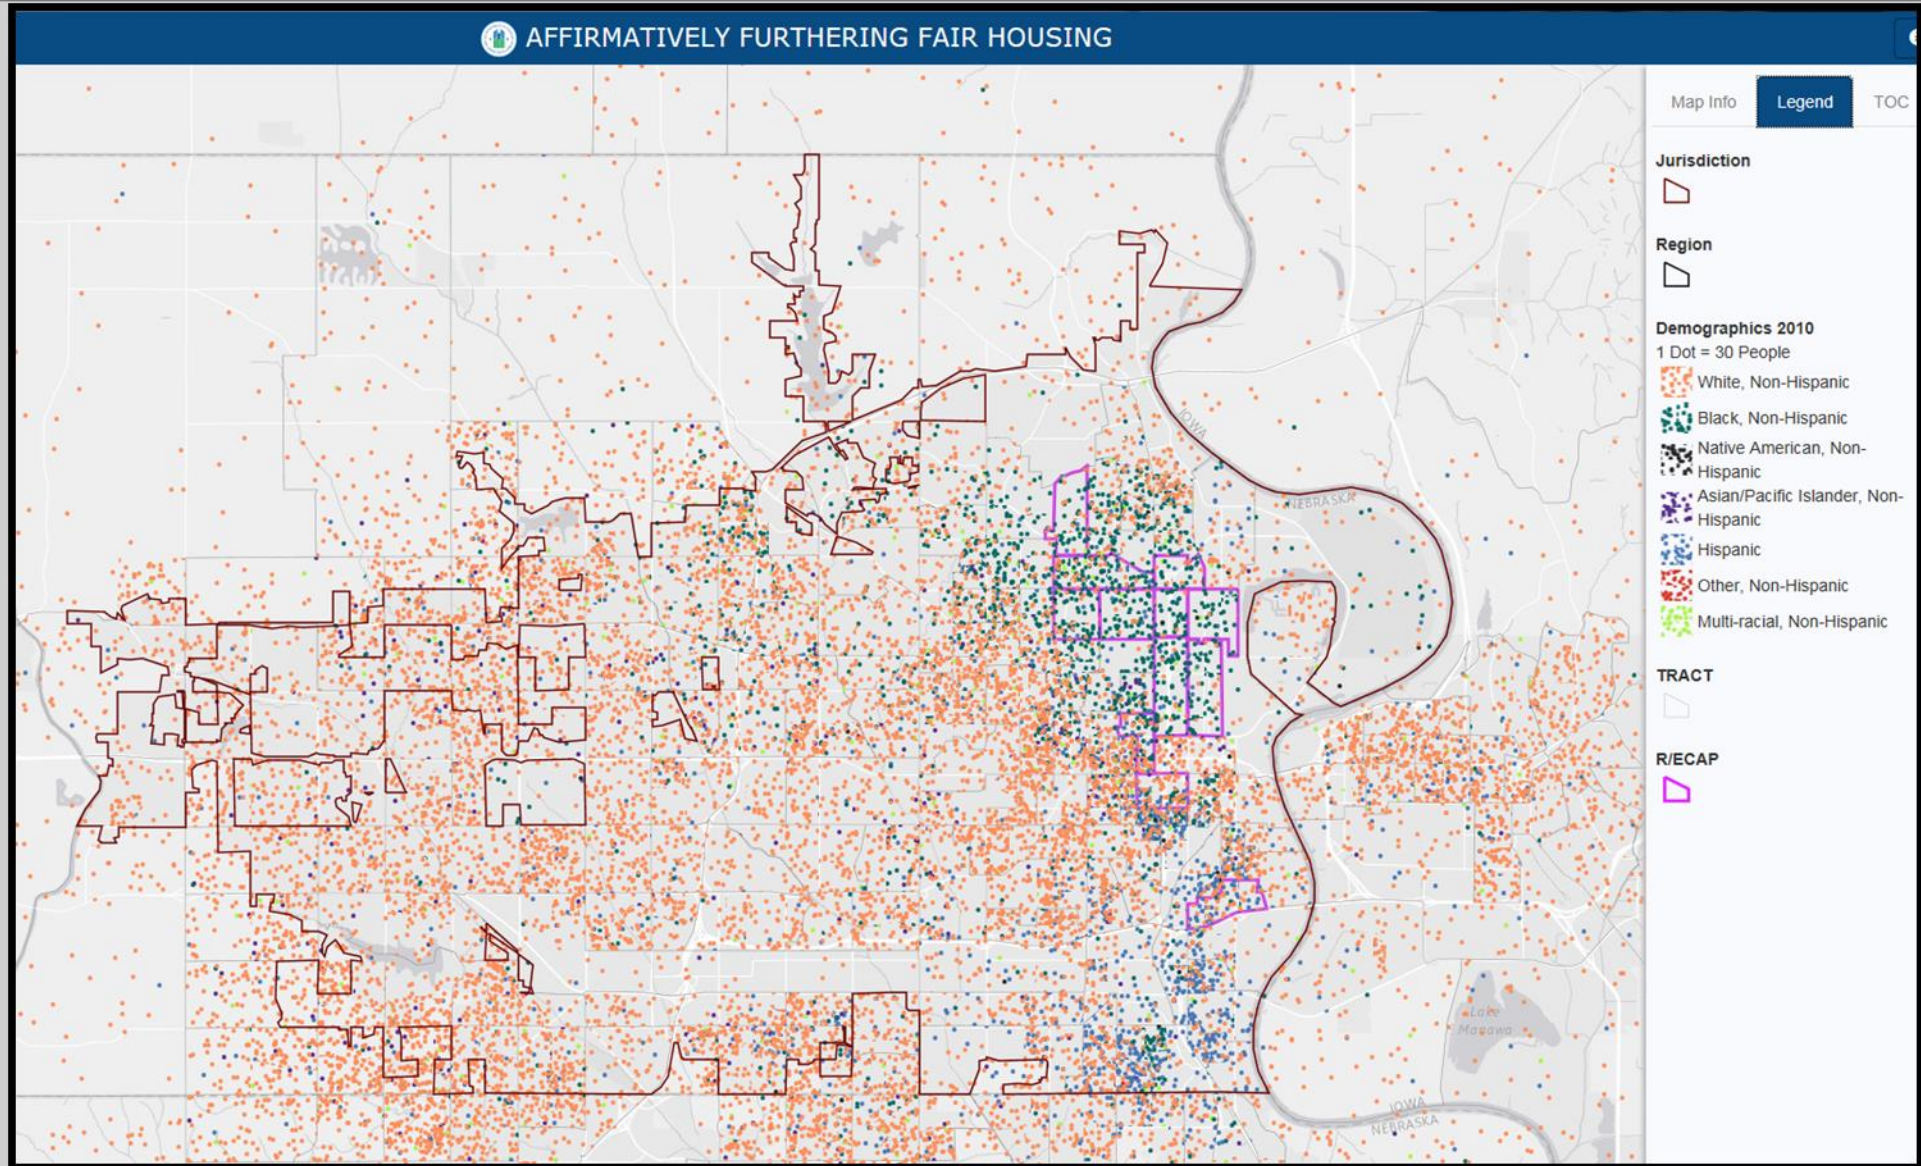 AFFIRMATIVELY FURTHERING FAIR HOUSING
Map Info
Legend
TOC
Jurisdiction
Region
Demographics 2010
1 Dot = 30 People
White, Non-Hispanic
Black, Non-Hispanic
Native American, Non-
Hispanic
Asian/Pacific Islander, Non-
Hispanic
Hispanic
Other, Non-Hispanic
Multi-racial, Non-Hispanic
TRACT
R/ECAP
IOWA
NEBRASKA
Lake
Manawa
IOWA
NEBRASKA